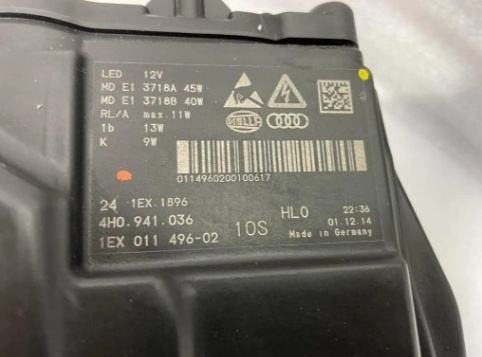 LED 12V
MD E1 3718A 45W
MD E1 3718B 40W
RL/A max.11W
1b 13W
K 9W
HELLA
0114960200100617
24 1EX.1896
4H0.941.036
1EX 011 496-02
10S
HL0
22:36
01.12.14
Made in Germany